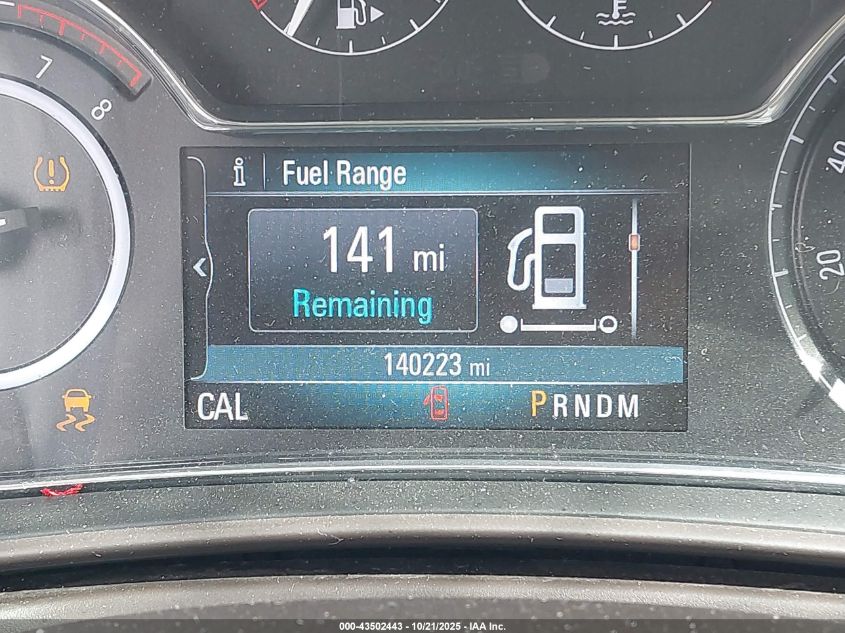 7
8
i Fuel Range
141 mi
Remaining
140223 mi
CAL PRNDM
40
20
000-43502443 - 10/21/2025 - IAA Inc.